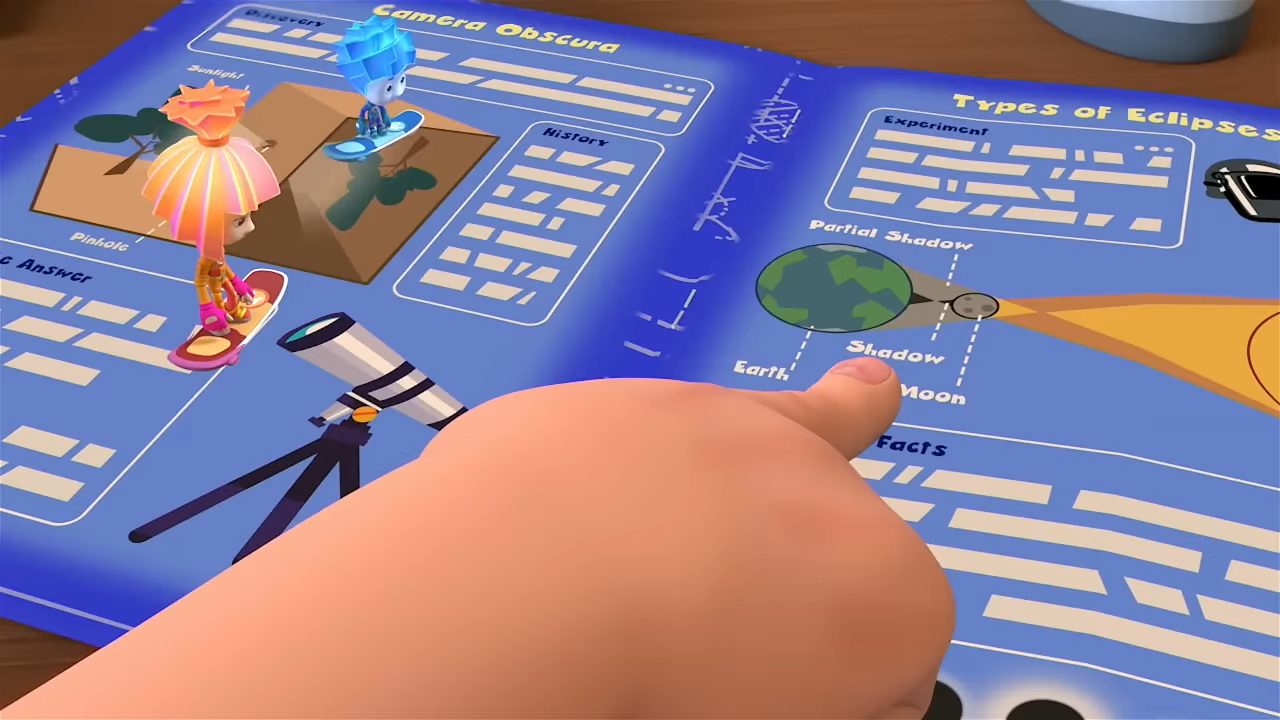 Camera Obscura
Discovery
Sunlight
History
Pinhole
e Answer
Types of Eclipses
Experiment
Partial Shadow
Shadow
Earth
Moon
Facts